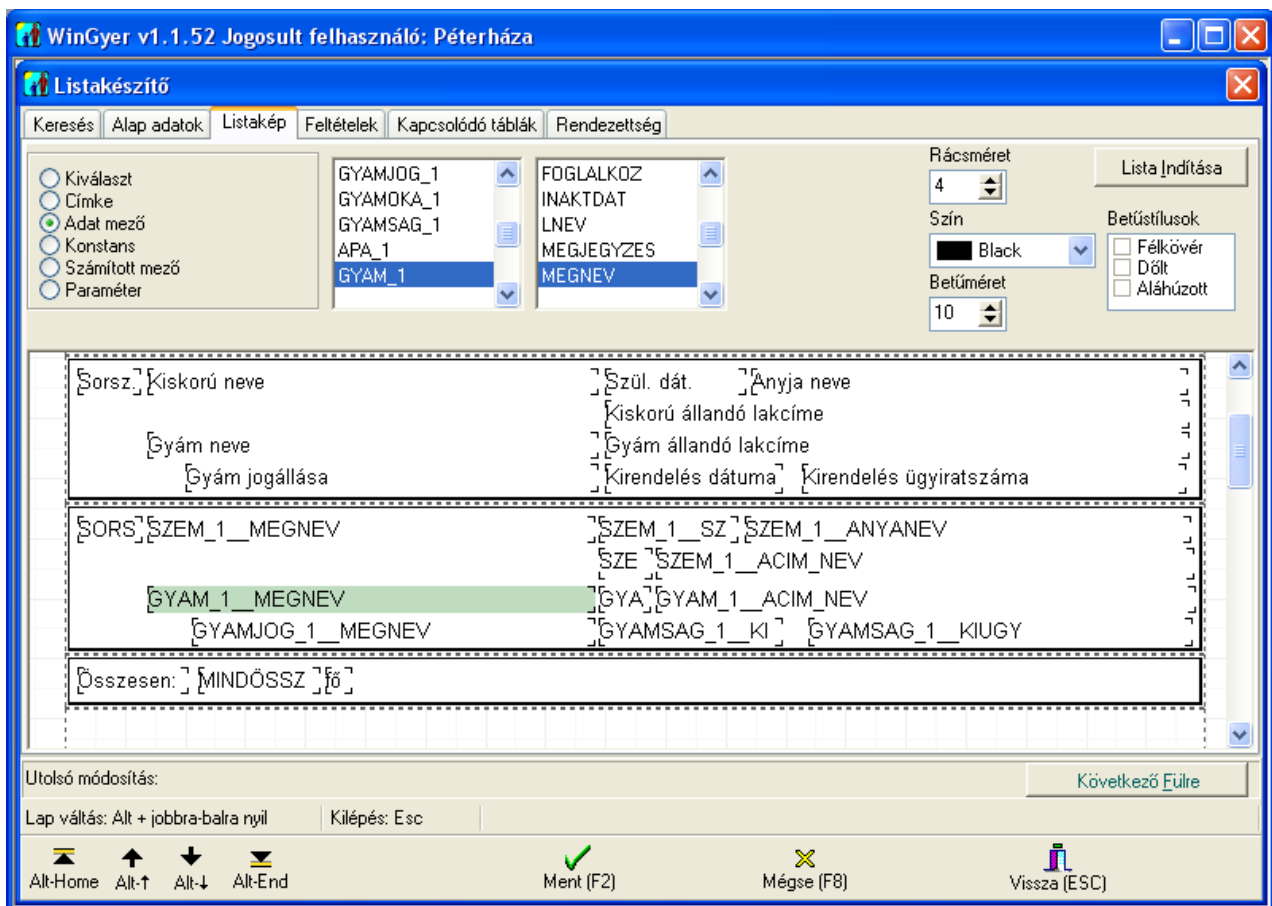 WinGyer v1.1.52 Jogosult felhasználó: Péterháza
Listakészítő
Keresés Alap adatok Listakép Feltételek Kapcsolódó táblák Rendezettség
Kiválaszt
Címke
Adat mező
Konstans
Számított mező
Paraméter
GYAMJOG_1
GYAMOKA_1
GYAMSAG_1
APA_1
GYAM_1
FOGLALKOZ
INAKTDAT
LNEV
MEGJEGYZES
MEGNEV
Rácsméret
4
Szín
Black
Betűméret
10
Lista Indítása
Betűstílusok
Félkövér
Dőlt
Aláhúzott
Sorsz. Kiskorú neve Szül. dát. Anyja neve
Kiskorú állandó lakcíme
Gyám neve Gyám állandó lakcíme
Gyám jogállása Kirendelés dátuma Kirendelés ügyiratszáma
SORS SZEM_1__MEGNEV SZEM_1__SZ SZEM_1__ANYANEV
SZE SZEM_1__ACIM_NEV
GYAM_1__MEGNEV GYA GYAM_1__ACIM_NEV
GYAMJOG_1__MEGNEV GYAMSAG_1__KI GYAMSAG_1__KIUGY
Összesen: MINDÖSSZ fő
Utolsó módosítás:
Következő Fülre
Lap váltás: Alt + jobbra-balra nyil Kilépés: Esc
Alt-Home Alt-↑ Alt-↓ Alt-End Ment (F2) Mégse (F8) Vissza (ESC)